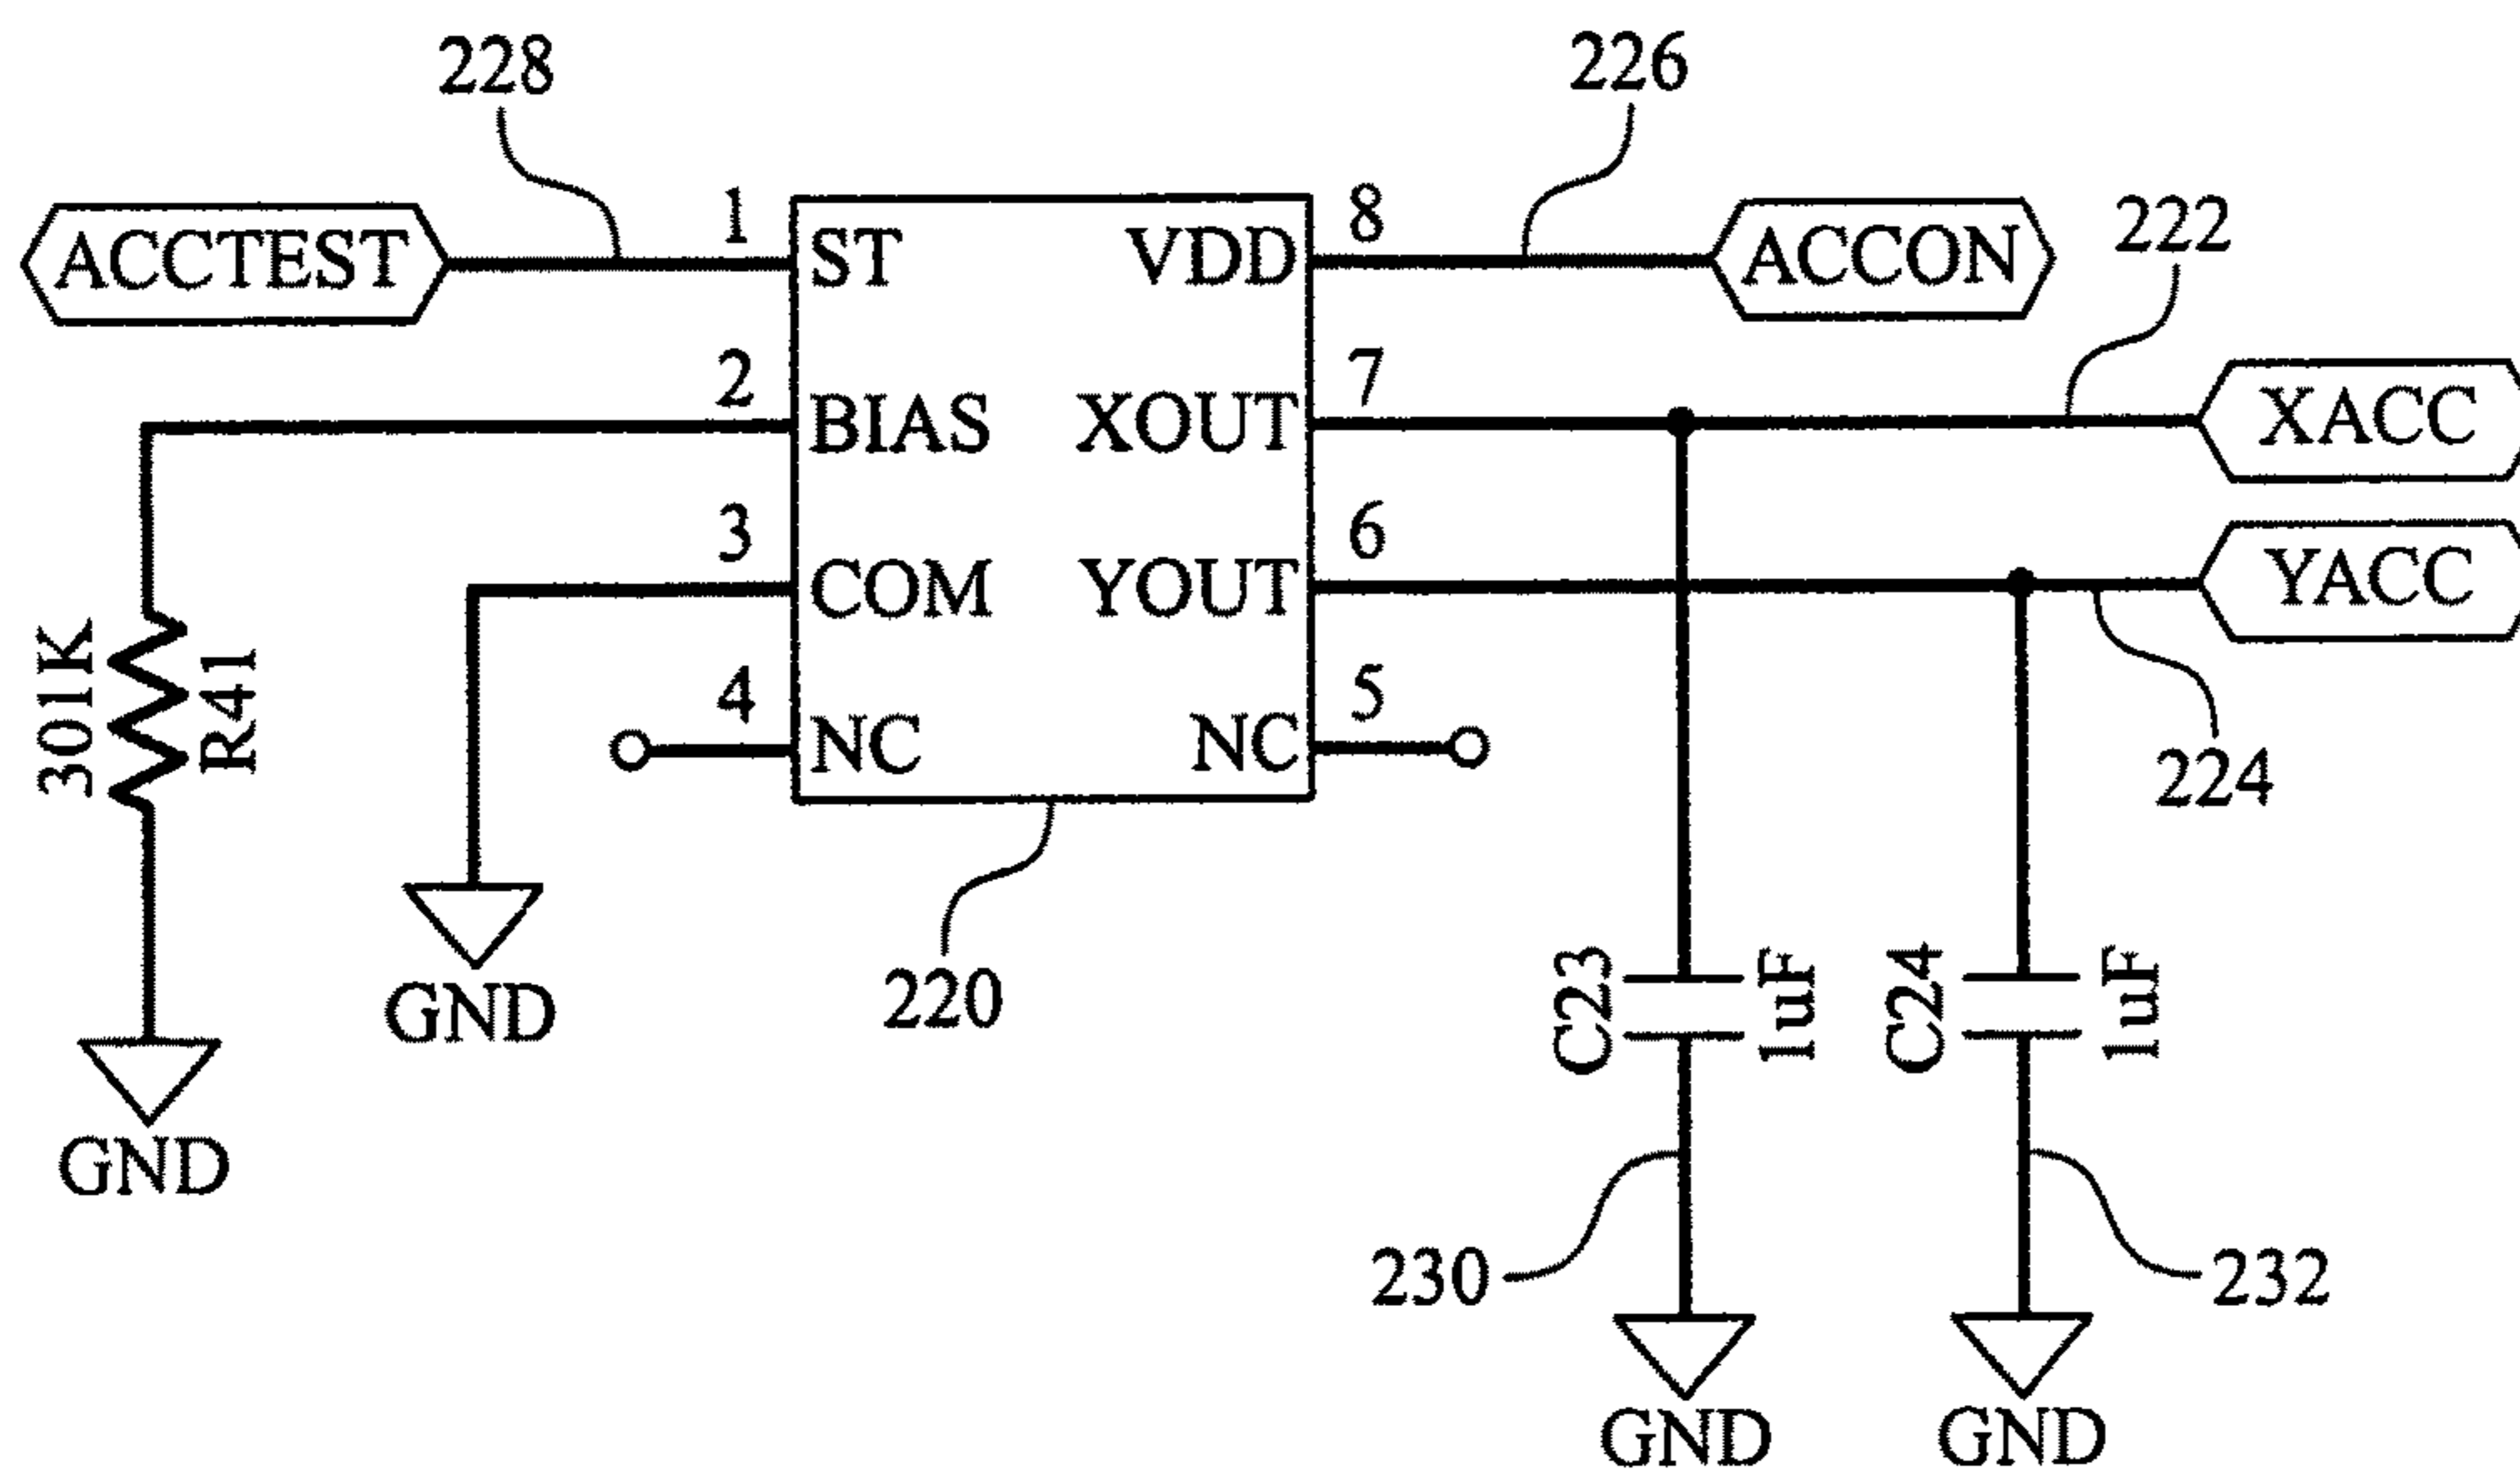 228
226
ACCTEST
1
ST
VDD
8
ACCON
222
2
BIAS
XOUT
7
XACC
3
COM
YOUT
6
YACC
301K
R41
4
NC
NC
5
224
GND
220
C23
1uF
C24
1uF
GND
230
232
GND
GND